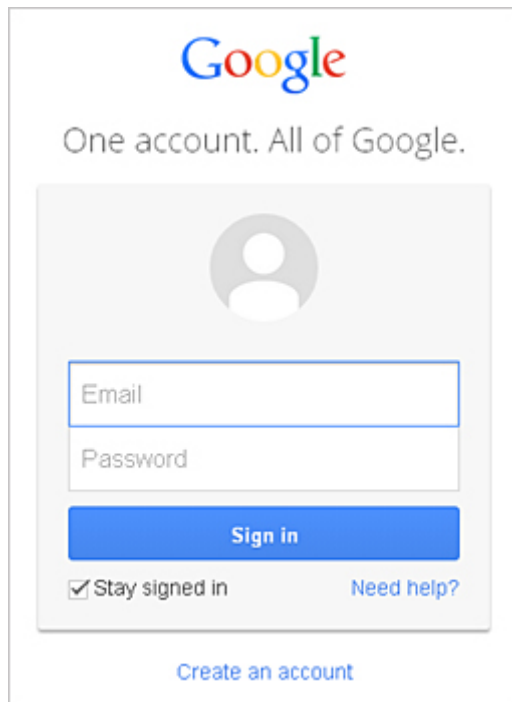 Google
One account. All of Google.
Email
Password
Sign in
Stay signed in Need help?
Create an account